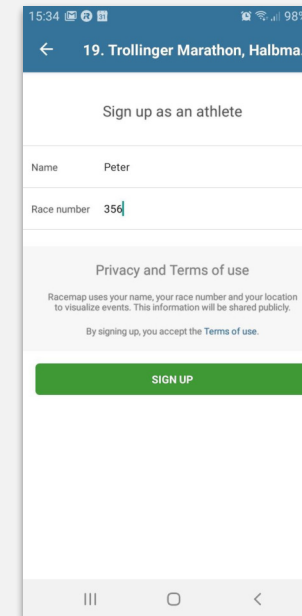 15:34 98%
19. Trollinger Marathon, Halbma.
Sign up as an athlete
Name Peter
Race number 356
Privacy and Terms of use
Racemap uses your name, your race number and your location
to visualize events. This information will be shared publicly.
By signing up, you accept the Terms of use.
SIGN UP